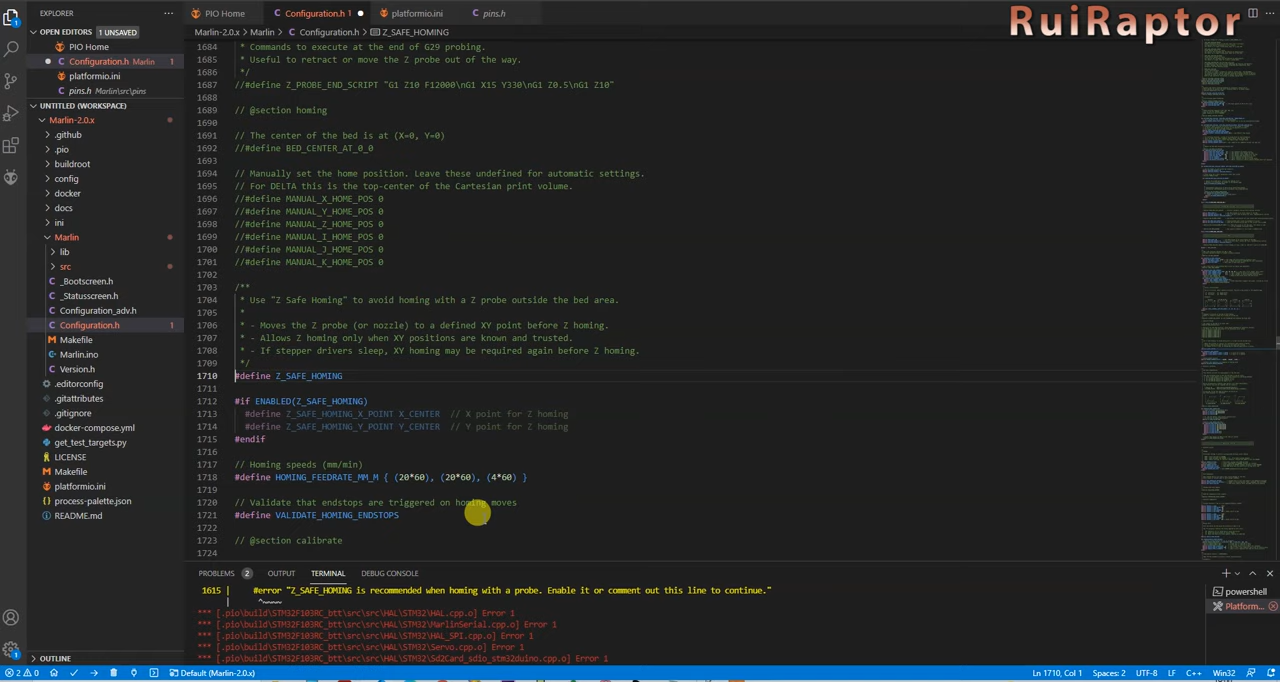 EXPLORER
PIO Home
Configuration.h 1
platformio.ini
pins.h
RuiRaptor
OPEN EDITORS 1 UNSAVED
Marlin-2.0.x > Marlin > Configuration.h > Z_SAFE_HOMING
PIO Home
Configuration.h Marlin 1
platformio.ini
pins.h Marlin\src\pins
UNTITLED (WORKSPACE)
Marlin-2.0.x
.github
.pio
buildroot
config
docker
docs
ini
Marlin
lib
src
_Bootscreen.h
_Statusscreen.h
Configuration_adv.h
Configuration.h 1
Makefile
Marlin.ino
Version.h
.editorconfig
.gitattributes
.gitignore
docker-compose.yml
get_test_targets.py
LICENSE
Makefile
platformio.ini
process-palette.json
README.md
OUTLINE
1684 * Commands to execute at the end of G29 probing.
1685 * Useful to retract or move the Z probe out of the way.
1686 */
1687 //#define Z_PROBE_END_SCRIPT "G1 Z10 F12000\nG1 X15 Y330\nG1 Z0.5\nG1 Z10"
1688
1689 // @section homing
1690
1691 // The center of the bed is at (X=0, Y=0)
1692 //#define BED_CENTER_AT_0_0
1693
1694 // Manually set the home position. Leave these undefined for automatic settings.
1695 // For DELTA this is the top-center of the Cartesian print volume.
1696 //#define MANUAL_X_HOME_POS 0
1697 //#define MANUAL_Y_HOME_POS 0
1698 //#define MANUAL_Z_HOME_POS 0
1699 //#define MANUAL_I_HOME_POS 0
1700 //#define MANUAL_J_HOME_POS 0
1701 //#define MANUAL_K_HOME_POS 0
1702
1703 /**
1704 * Use "Z Safe Homing" to avoid homing with a Z probe outside the bed area.
1705 *
1706 * - Moves the Z probe (or nozzle) to a defined XY point before Z homing.
1707 * - Allows Z homing only when XY positions are known and trusted.
1708 * - If stepper drivers sleep, XY homing may be required again before Z homing.
1709 */
1710 #define Z_SAFE_HOMING
1711
1712 #if ENABLED(Z_SAFE_HOMING)
1713 #define Z_SAFE_HOMING_X_POINT X_CENTER // X point for Z homing
1714 #define Z_SAFE_HOMING_Y_POINT Y_CENTER // Y point for Z homing
1715 #endif
1716
1717 // Homing speeds (mm/min)
1718 #define HOMING_FEEDRATE_MM_M { (20*60), (20*60), (4*60) }
1719
1720 // Validate that endstops are triggered on homing moves
1721 #define VALIDATE_HOMING_ENDSTOPS
1722
1723 // @section calibrate
1724
PROBLEMS 2 OUTPUT TERMINAL DEBUG CONSOLE
1615 | #error "Z_SAFE_HOMING is recommended when homing with a probe. Enable it or comment out this line to continue."
| ^~~~~
*** [.pio\build\STM32F103RC_btt\src\src\HAL\STM32\HAL.cpp.o] Error 1
*** [.pio\build\STM32F103RC_btt\src\src\HAL\STM32\MarlinSerial.cpp.o] Error 1
*** [.pio\build\STM32F103RC_btt\src\src\HAL\STM32\HAL_SPI.cpp.o] Error 1
*** [.pio\build\STM32F103RC_btt\src\src\HAL\STM32\Servo.cpp.o] Error 1
*** [.pio\build\STM32F103RC_btt\src\src\HAL\STM32\Sd2Card_sdio_stm32duino.cpp.o] Error 1
powershell
Platform...
2 0 Default (Marlin-2.0.x) Ln 1710, Col 1 Spaces: 2 UTF-8 LF C++ Win32